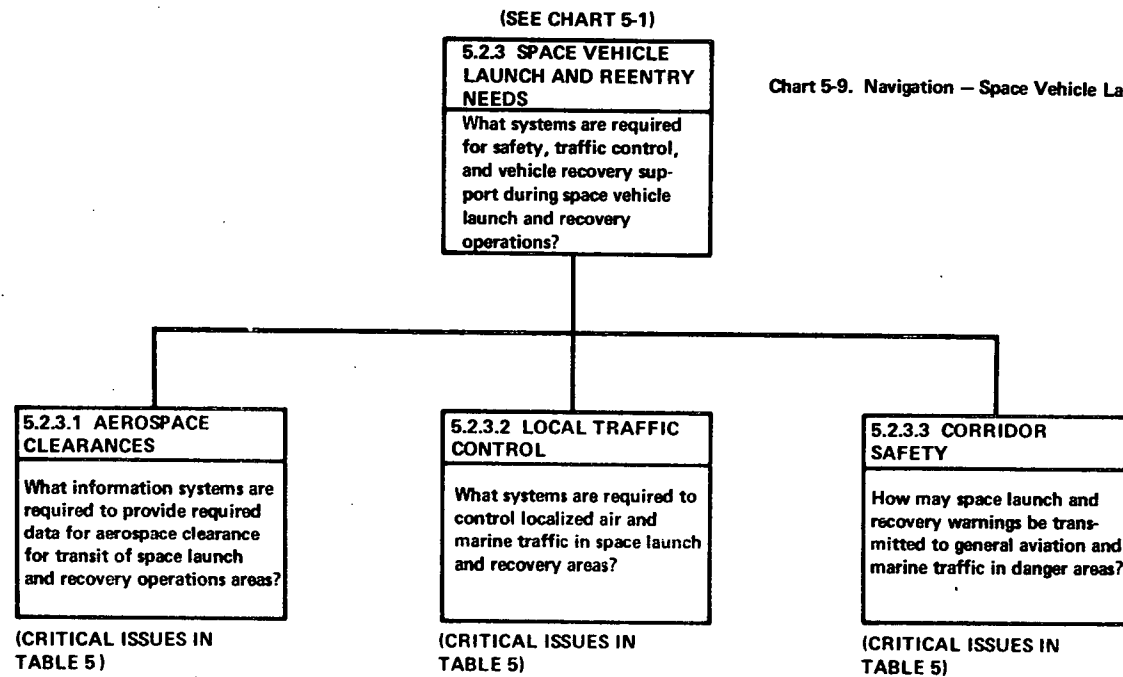 (SEE CHART 5-1)
5.2.3 SPACE VEHICLE
LAUNCH AND REENTRY
NEEDS
What systems are required
for safety, traffic control,
and vehicle recovery sup-
port during space vehicle
launch and recovery
operations?
Chart 5-9. Navigation — Space Vehicle La
5.2.3.1 AEROSPACE
CLEARANCES
What information systems are
required to provide required
data for aerospace clearance
for transit of space launch
and recovery operations areas?
(CRITICAL ISSUES IN
TABLE 5)
5.2.3.2 LOCAL TRAFFIC
CONTROL
What systems are required to
control localized air and
marine traffic in space launch
and recovery areas?
(CRITICAL ISSUES IN
TABLE 5)
5.2.3.3 CORRIDOR
SAFETY
How may space launch and
recovery warnings be trans-
mitted to general aviation and
marine traffic in danger areas?
(CRITICAL ISSUES IN
TABLE 5)